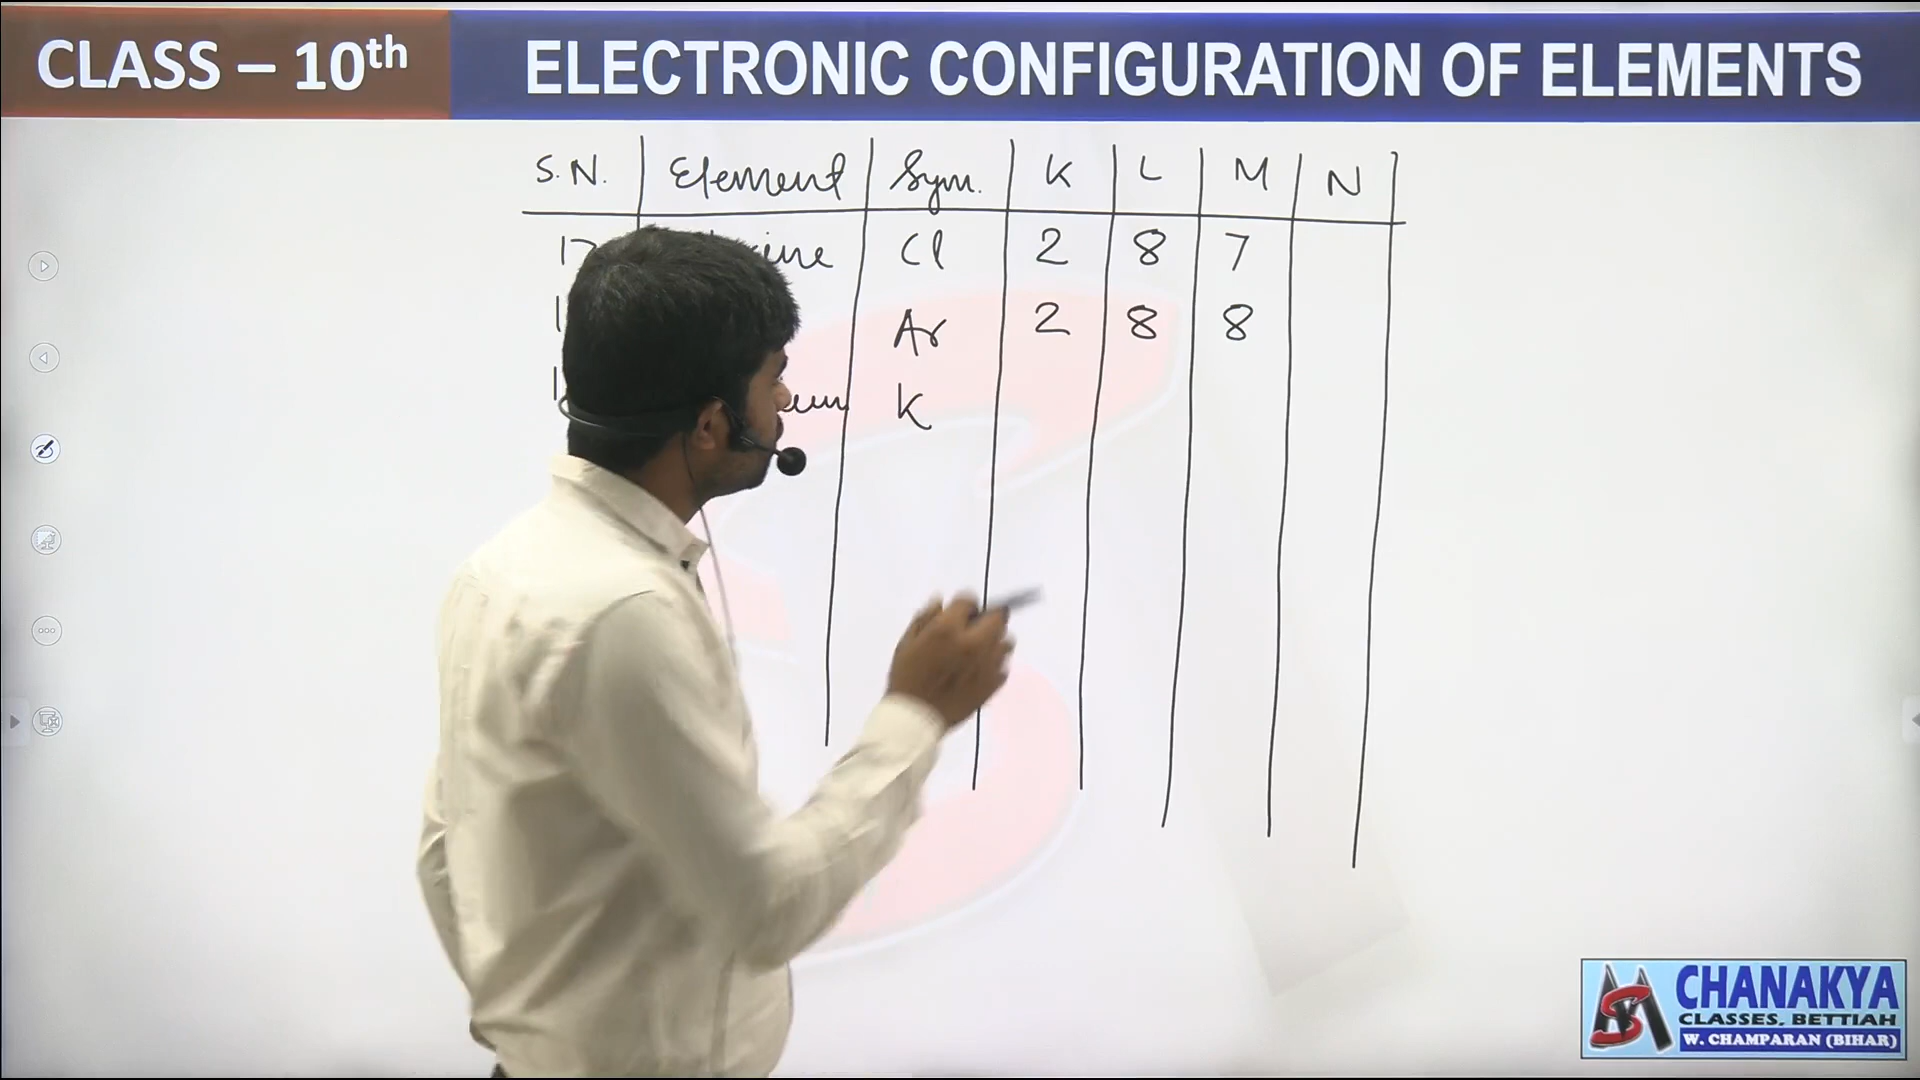 CLASS – 10th
ELECTRONIC CONFIGURATION OF ELEMENTS
S.N. Element Sym. K L M N
17 Cl 2 8 7
Ar 2 8 8
K
CHANAKYA
CLASSES, BETTIAH
W. CHAMPARAN (BIHAR)